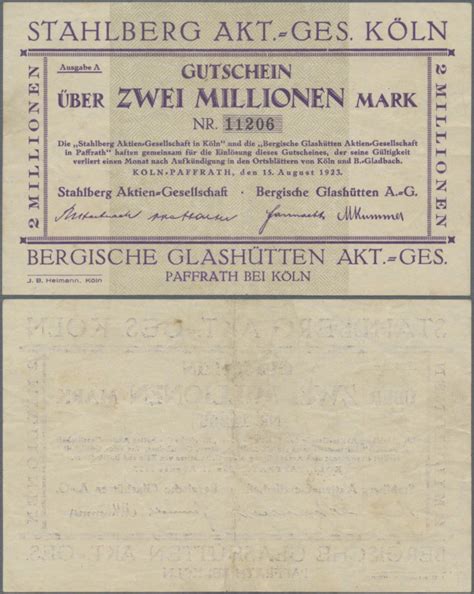 STAHLBERG AKT.=GES. KÖLN
2 MILLIONEN
Ausgabe A
GUTSCHEIN
ÜBER ZWEI MILLIONEN MARK
NR. 11206
Die „Stahlberg Aktien=Gesellschaft in Köln" und die „Bergische Glashütten Aktien=Gesellschaft
in Paffrath" haften gemeinsam für die Einlösung dieses Gutscheines, der seine Gültigkeit
verliert einen Monat nach Aufkündigung in den Ortsblättern von Köln und B.=Gladbach.
KÖLN=PAFFRATH, den 15. August 1923.
Stahlberg Aktien=Gesellschaft · Bergische Glashütten A.=G.
MKummer
2 MILLIONEN
BERGISCHE GLASHÜTTEN AKT.=GES.
J. B. Heimann, Köln
PAFFRATH BEI KÖLN